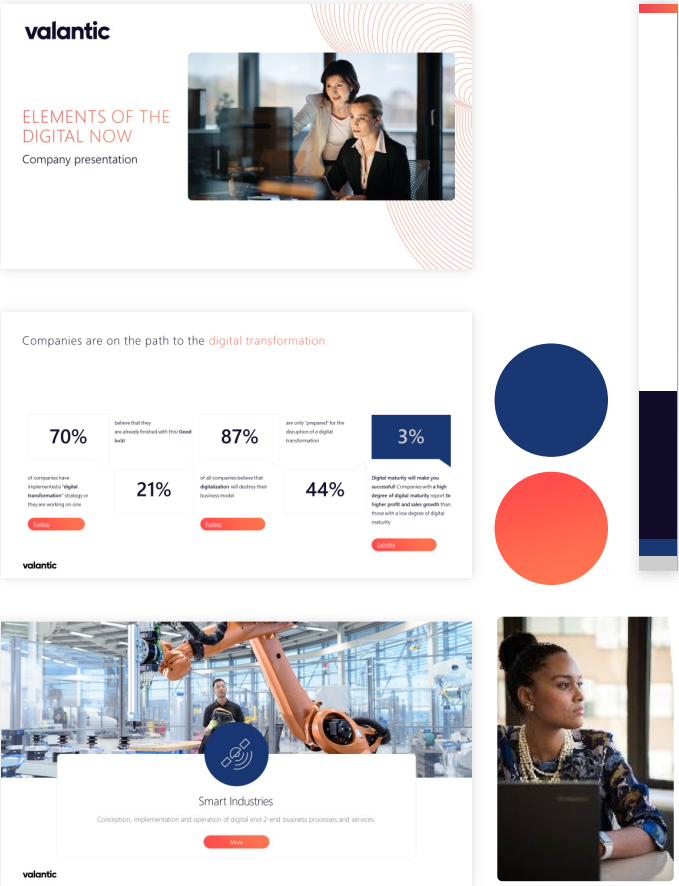 valantic
ELEMENTS OF THE
DIGITAL NOW
Company presentation
Companies are on the path to the digital transformation
70%
of companies have
implemented a "digital
transformation" strategy or
they are working on one
Forbes
believe that they
are already finished with this! Good
luck!
21%
87%
of all companies believe that
digitalization will destroy their
business model
Forbes
are only "prepared" for the
disruption of a digital
transformation
44%
3%
Digital maturity will make you
successful! Companies with a high
degree of digital maturity report to
higher profit and sales growth than
those with a low degree of digital
maturity
Deloitte
valantic
Smart Industries
Conception, implementation and operation of digital end-2-end business processes and services
More
valantic